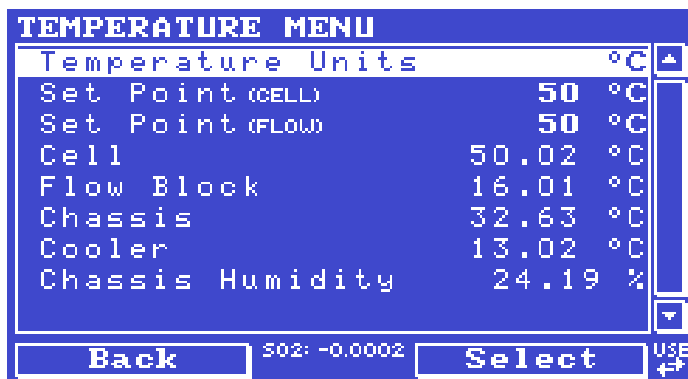 TEMPERATURE MENU
Temperature Units °C
Set Point (CELL) 50 °C
Set Point (FLOW) 50 °C
Cell 50.02 °C
Flow Block 16.01 °C
Chassis 32.63 °C
Cooler 13.02 °C
Chassis Humidity 24.19 %
Back SO2: -0.0002 Select USE